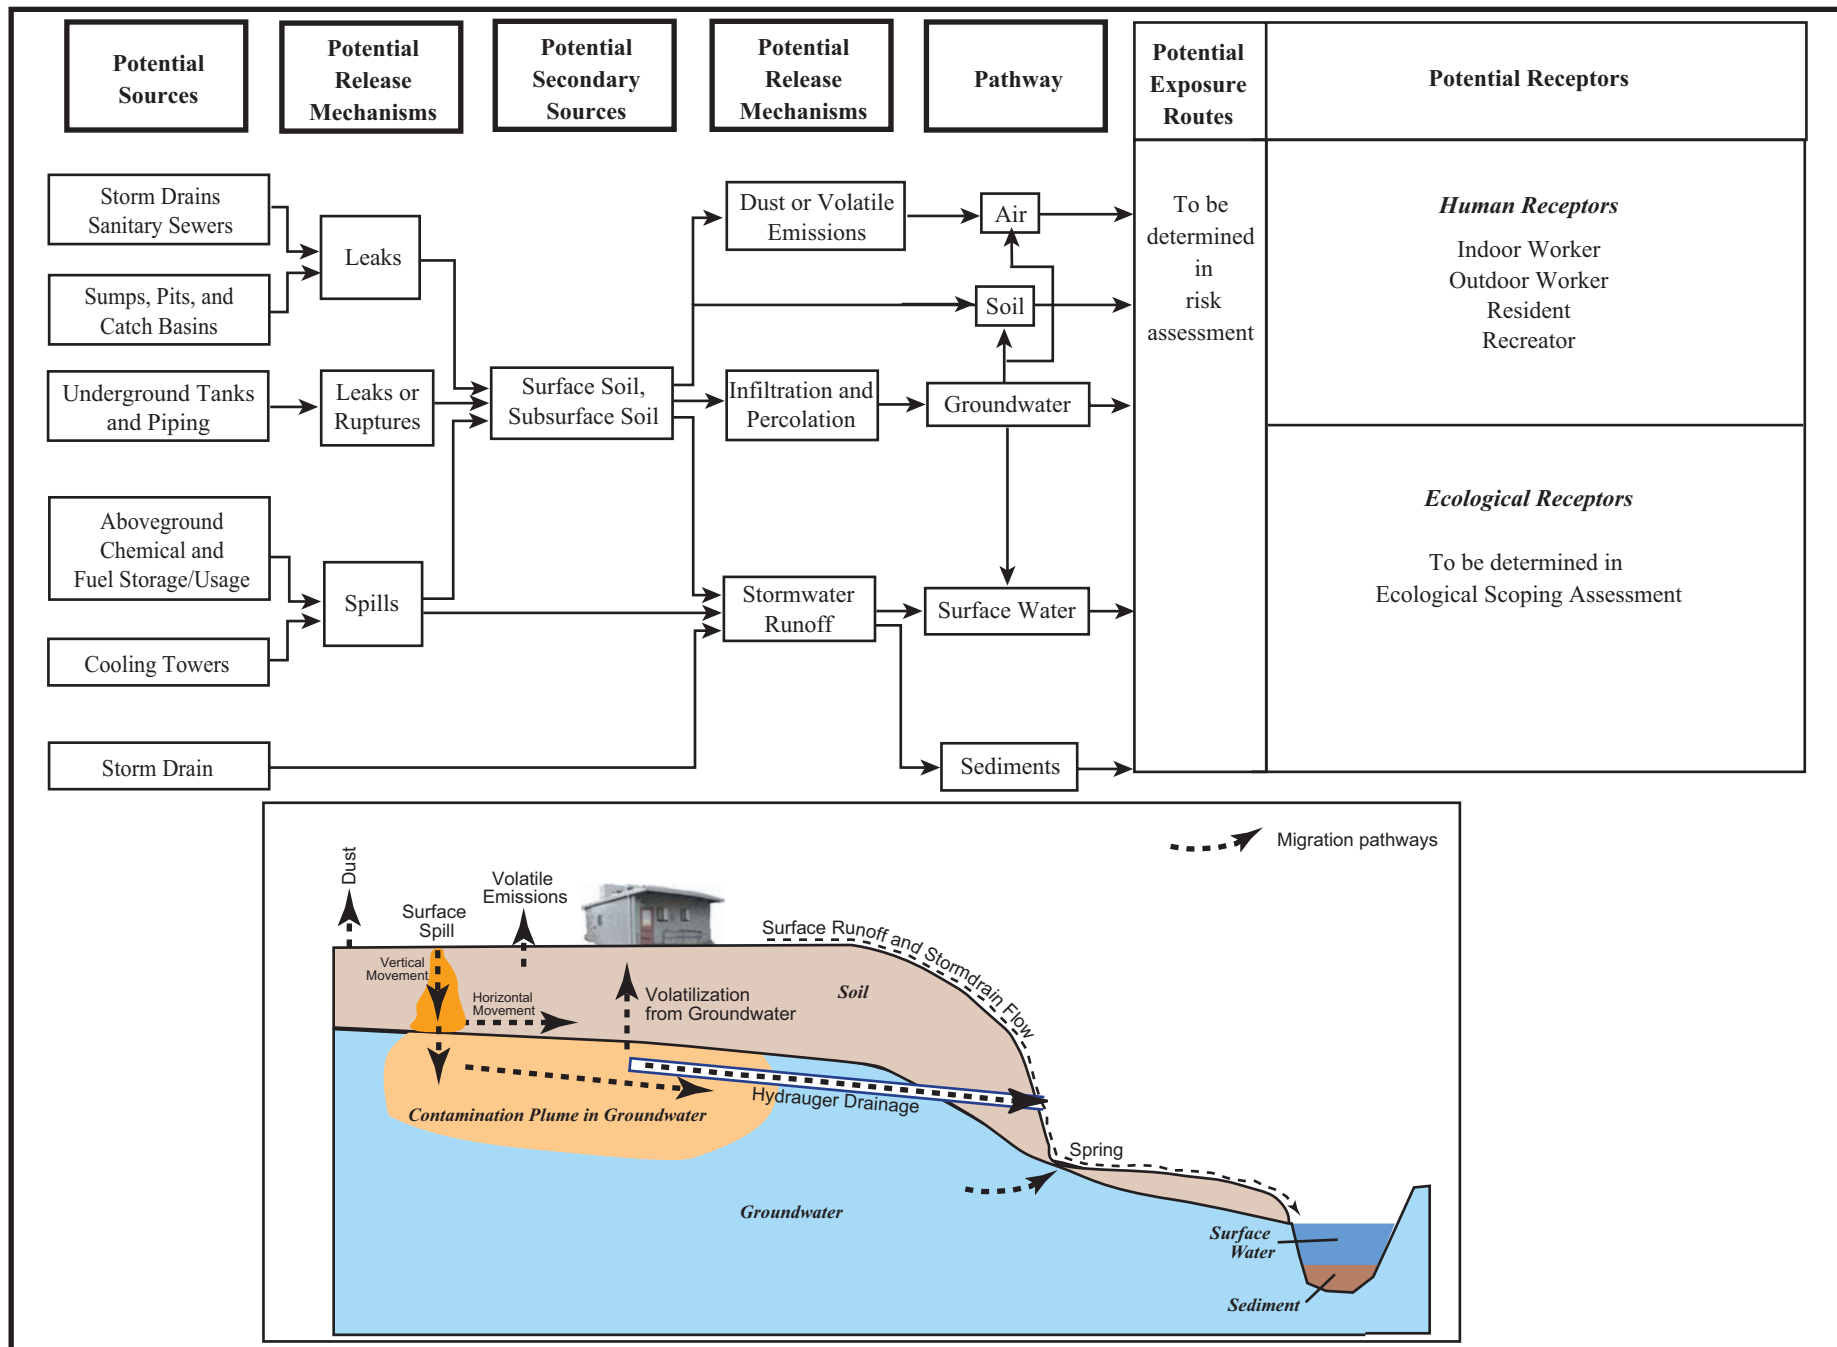 Potential
Sources
Potential
Release
Mechanisms
Potential
Secondary
Sources
Potential
Release
Mechanisms
Pathway
Potential
Exposure
Routes
Potential Receptors
Storm Drains
Sanitary Sewers
Sumps, Pits, and
Catch Basins
Underground Tanks
and Piping
Aboveground
Chemical and
Fuel Storage/Usage
Cooling Towers
Storm Drain
Leaks
Leaks or
Ruptures
Spills
Surface Soil,
Subsurface Soil
Dust or Volatile
Emissions
Infiltration and
Percolation
Stormwater
Runoff
Air
Soil
Groundwater
Surface Water
Sediments
To be
determined
in
risk
assessment
Human Receptors
Indoor Worker
Outdoor Worker
Resident
Recreator
Ecological Receptors
To be determined in
Ecological Scoping Assessment
Migration pathways
Dust
Surface
Spill
Volatile
Emissions
Vertical
Movement
Horizontal
Movement
Volatilization
from Groundwater
Soil
Surface Runoff and Stormdrain Flow
Hydrauger Drainage
Contamination Plume in Groundwater
Spring
Groundwater
Surface
Water
Sediment